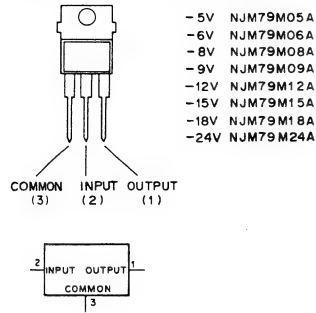 -5V NJM79M05A
-6V NJM79M06A
-8V NJM79M08A
-9V NJM79M09A
-12V NJM79M12A
-15V NJM79M15A
-18V NJM79M18A
-24V NJM79M24A
COMMON INPUT OUTPUT
(3) (2) (1)
2 INPUT OUTPUT 1
COMMON
3